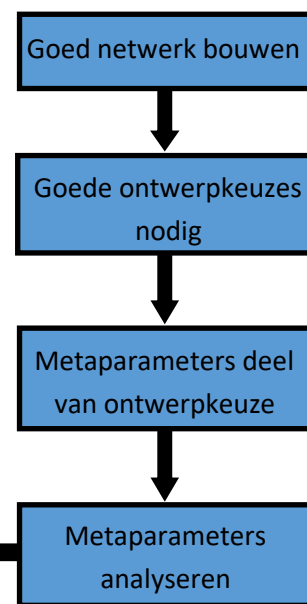 Goed netwerk bouwen
Goede ontwerpkeuzes
nodig
Metaparameters deel
van ontwerpkeuze
Metaparameters
analyseren